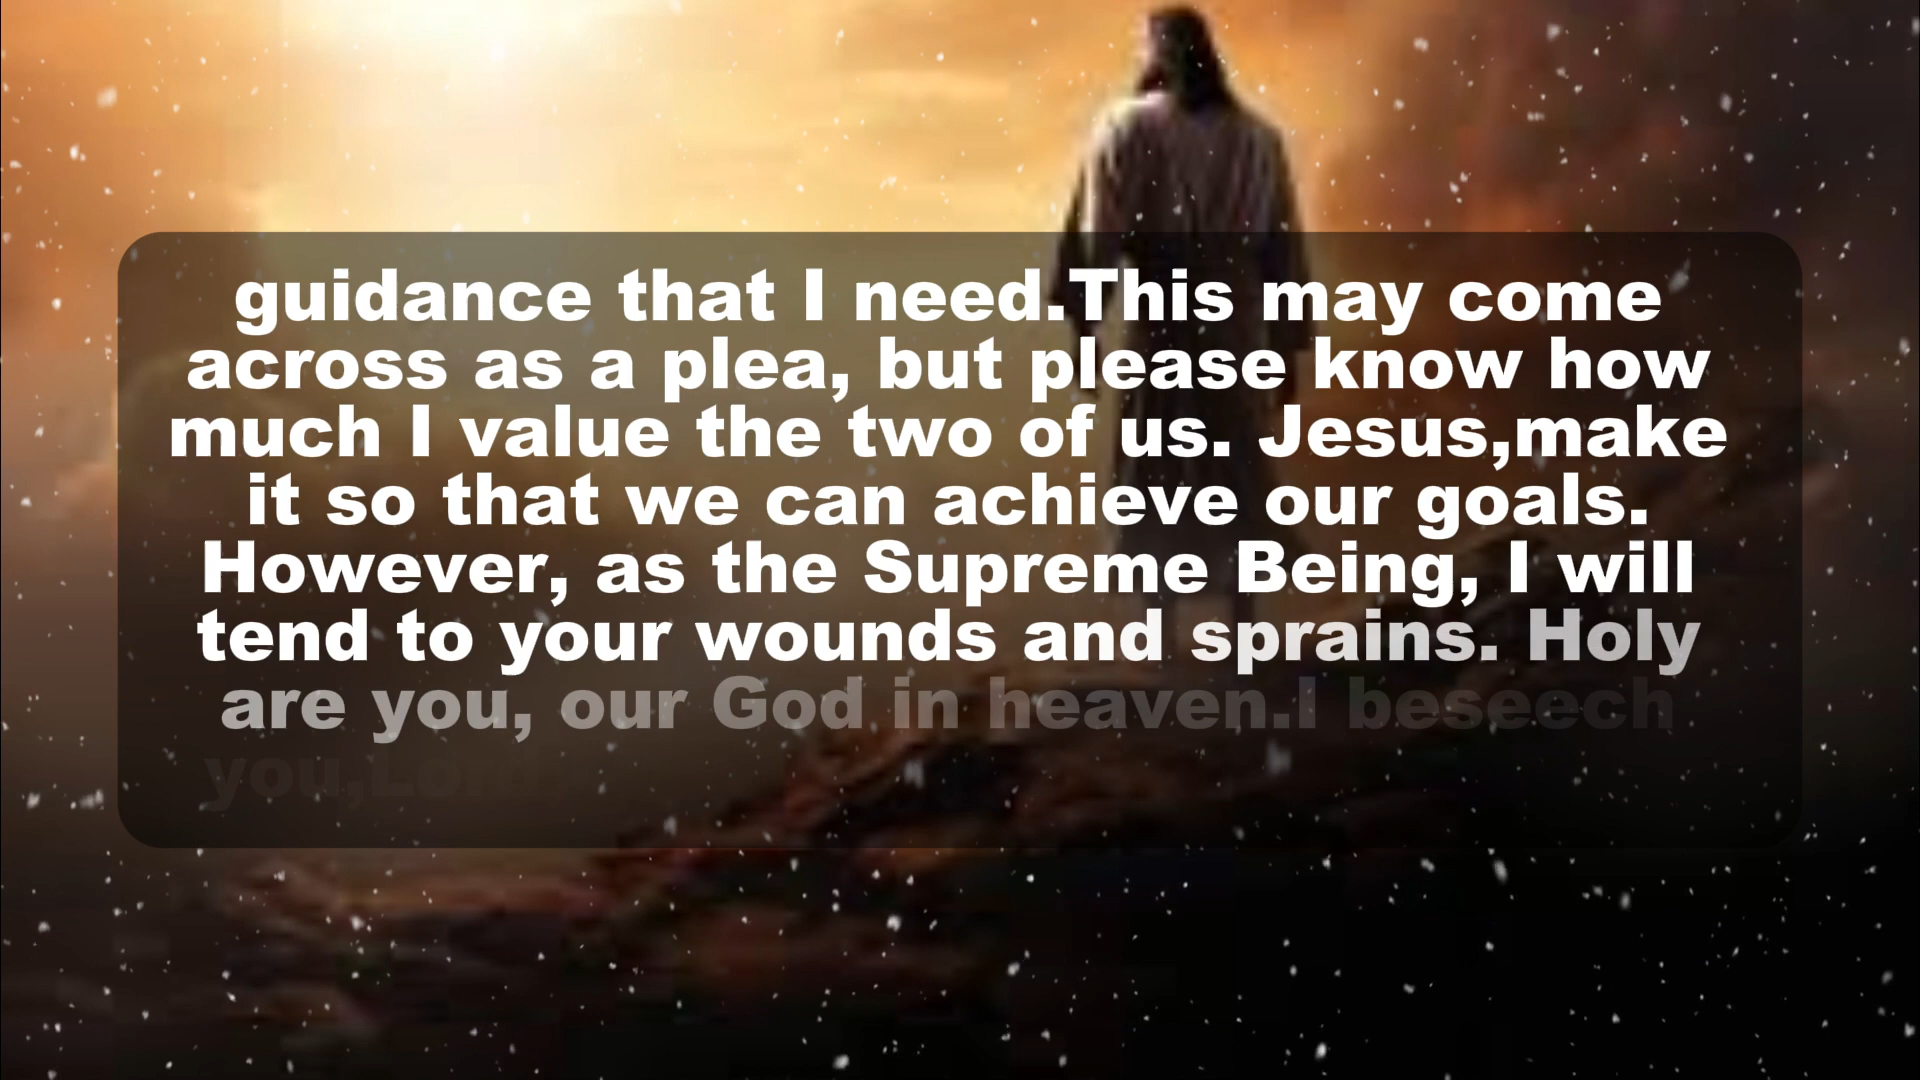 guidance that I need.This may come
across as a plea, but please know how
much I value the two of us. Jesus,make
it so that we can achieve our goals.
However, as the Supreme Being, I will
tend to your wounds and sprains. Holy
are you, our God in heaven.I beseech
you,Lord